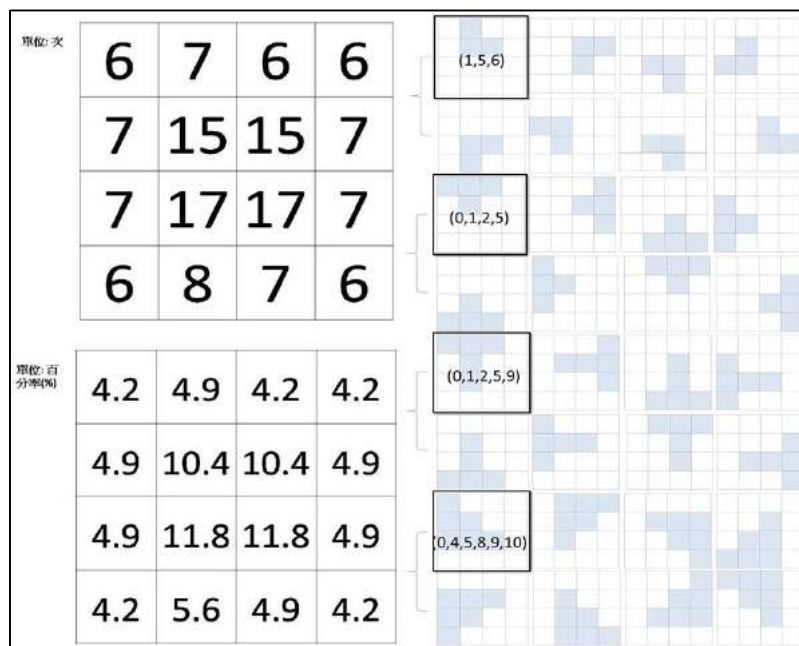 單位: 次
6 7 6 6
7 15 15 7
7 17 17 7
6 8 7 6
單位: 百
分率(%)
4.2 4.9 4.2 4.2
4.9 10.4 10.4 4.9
4.9 11.8 11.8 4.9
4.2 5.6 4.9 4.2
(1,5,6)
(0,1,2,5)
(0,1,2,5,9)
(0,4,5,8,9,10)